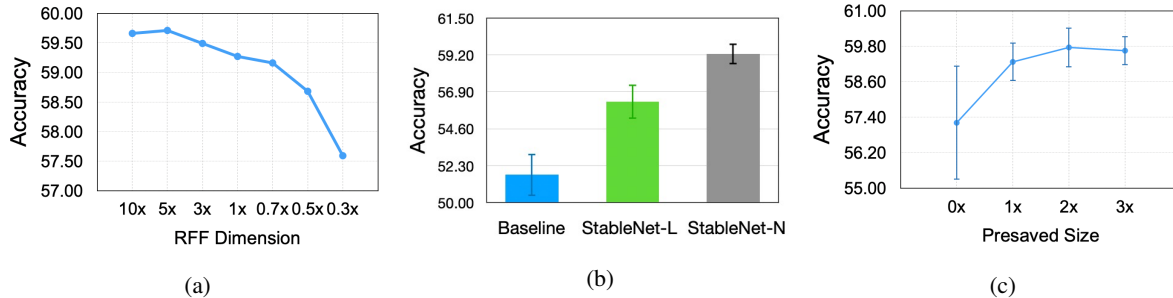 60.00
59.50
59.00
58.50
58.00
57.50
57.00
Accuracy
10x 5x 3x 1x 0.7x 0.5x 0.3x
RFF Dimension
(a)
61.50
59.20
56.90
54.60
52.30
50.00
Accuracy
Baseline StableNet-L StableNet-N
(b)
61.00
59.80
58.60
57.40
56.20
55.00
Accuracy
0x 1x 2x 3x
Presaved Size
(c)